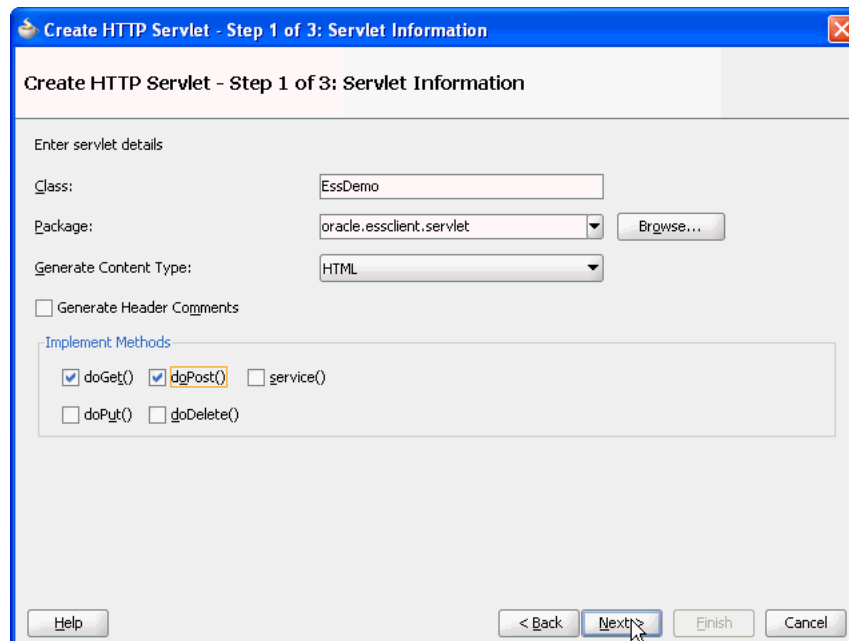 Create HTTP Servlet - Step 1 of 3: Servlet Information
Create HTTP Servlet - Step 1 of 3: Servlet Information
Enter servlet details
Class: EssDemo
Package: oracle.essclient.servlet Browse...
Generate Content Type: HTML
Generate Header Comments
Implement Methods
doGet() doPost() service()
doPut() doDelete()
Help < Back Next > Finish Cancel